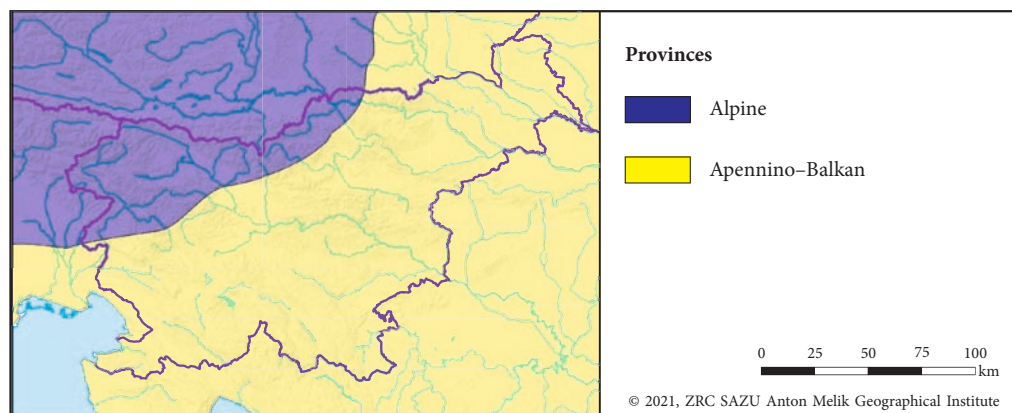 Provinces
Alpine
Apennino–Balkan
0 25 50 75 100
km
© 2021, ZRC SAZU Anton Melik Geographical Institute